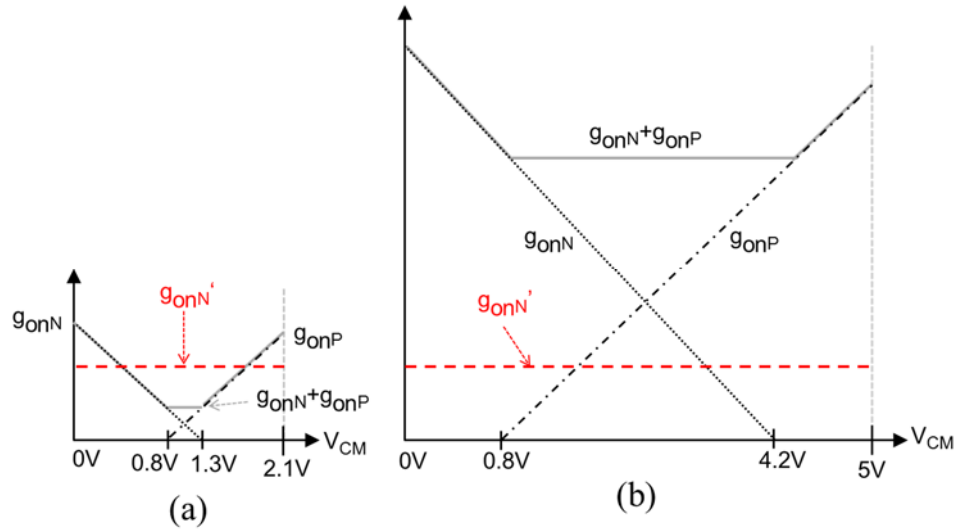 gonN
gonN'
gonP
gonN+gonP
VCM
0V
0.8V
1.3V
2.1V
(a)
gonN+gonP
gonN
gonP
gonN'
VCM
0V
0.8V
4.2V
5V
(b)